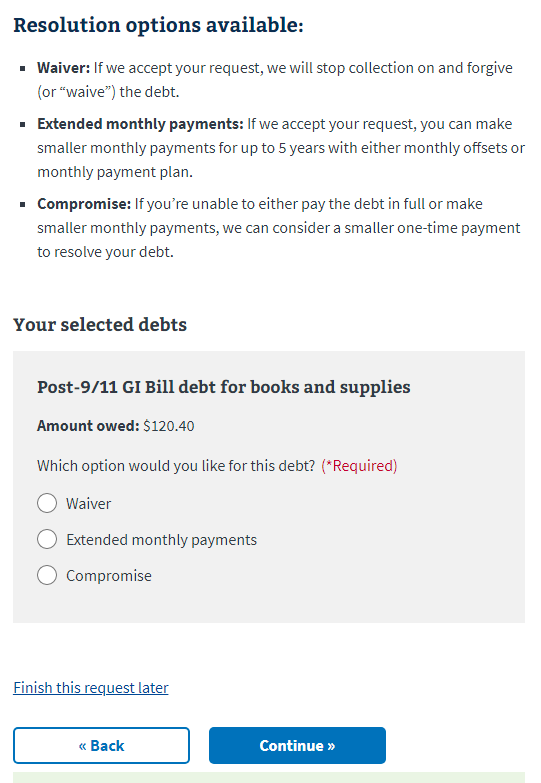 Resolution options available:
Waiver: If we accept your request, we will stop collection on and forgive
(or “waive”) the debt.
Extended monthly payments: If we accept your request, you can make
smaller monthly payments for up to 5 years with either monthly offsets or
monthly payment plan.
Compromise: If you’re unable to either pay the debt in full or make
smaller monthly payments, we can consider a smaller one-time payment
to resolve your debt.
Your selected debts
Post-9/11 GI Bill debt for books and supplies
Amount owed: $120.40
Which option would you like for this debt? (*Required)
Waiver
Extended monthly payments
Compromise
Finish this request later
« Back
Continue »